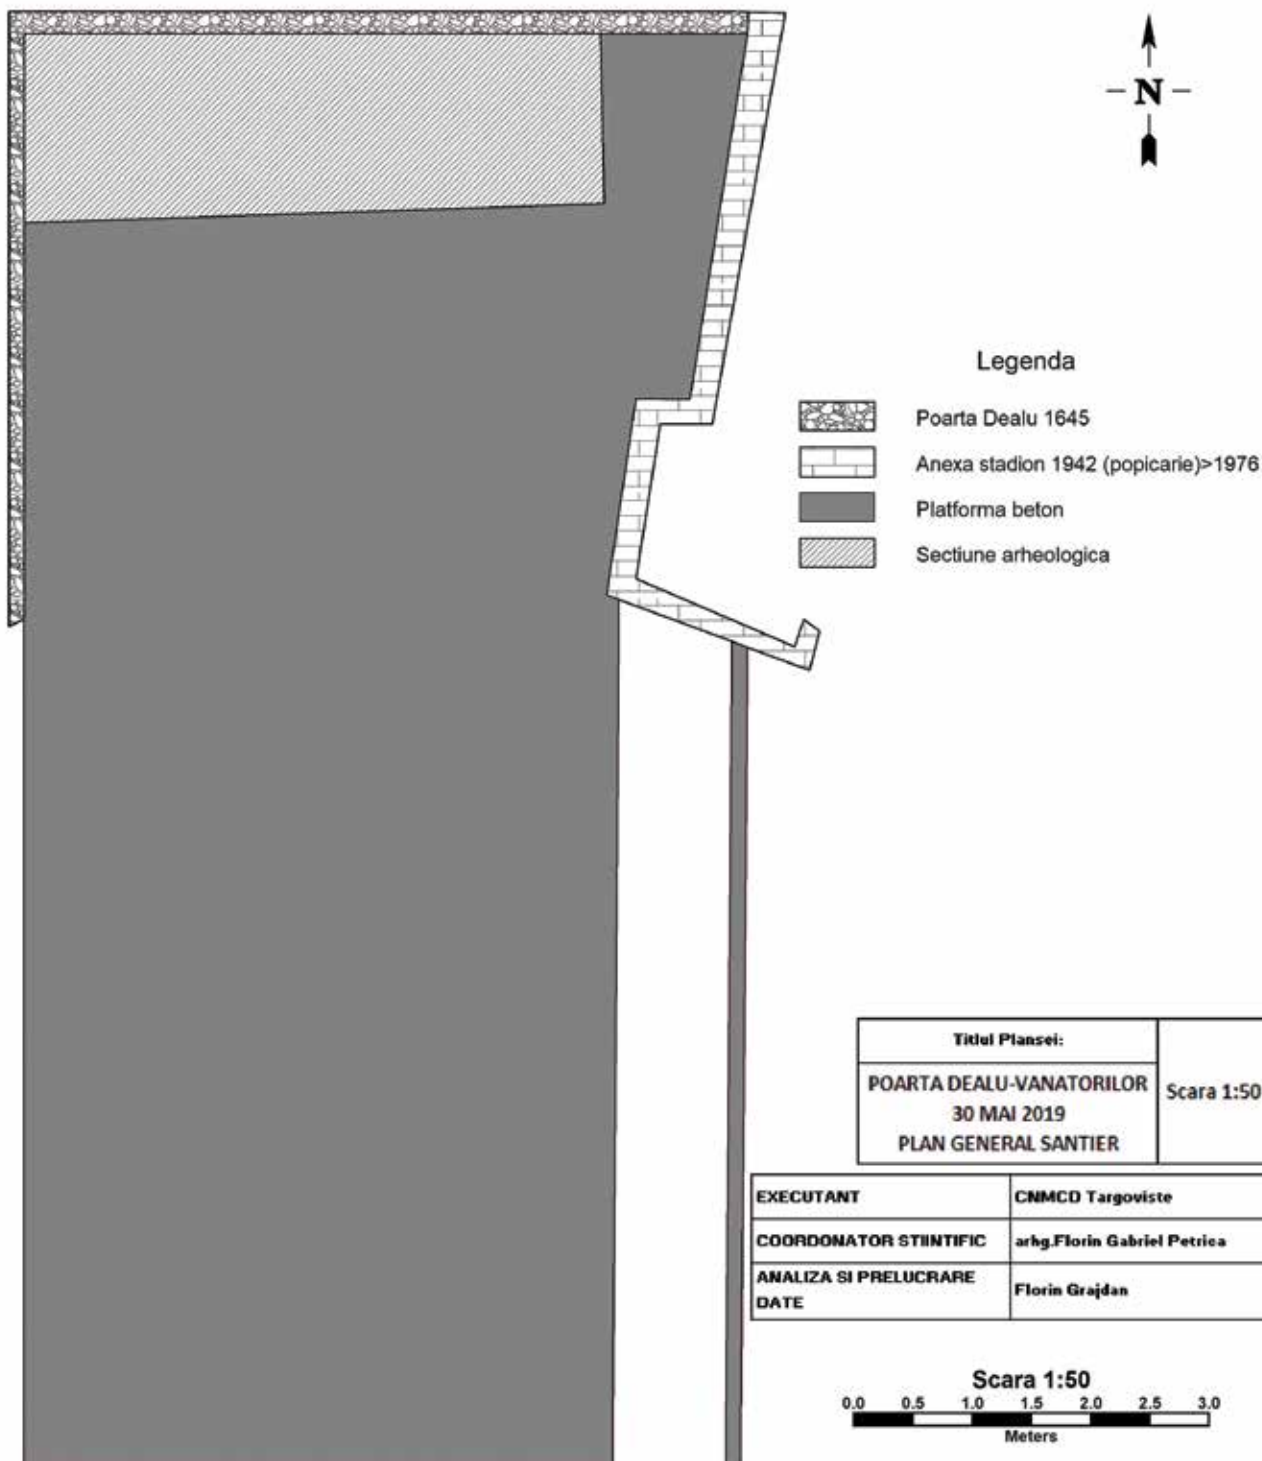 N
Legenda
Poarta Dealu 1645
Anexa stadion 1942 (popicarie)>1976
Platforma beton
Sectiune arheologica
Titlul Plansei:
POARTA DEALU-VANATORILOR
30 MAI 2019
PLAN GENERAL SANTIER
Scara 1:50
EXECUTANT CNMCD Targoviste
COORDONATOR STIINTIFIC arhg.Florin Gabriel Petrica
ANALIZA SI PRELUCRARE
DATE
Florin Grajdan
Scara 1:50
0.0 0.5 1.0 1.5 2.0 2.5 3.0
Meters